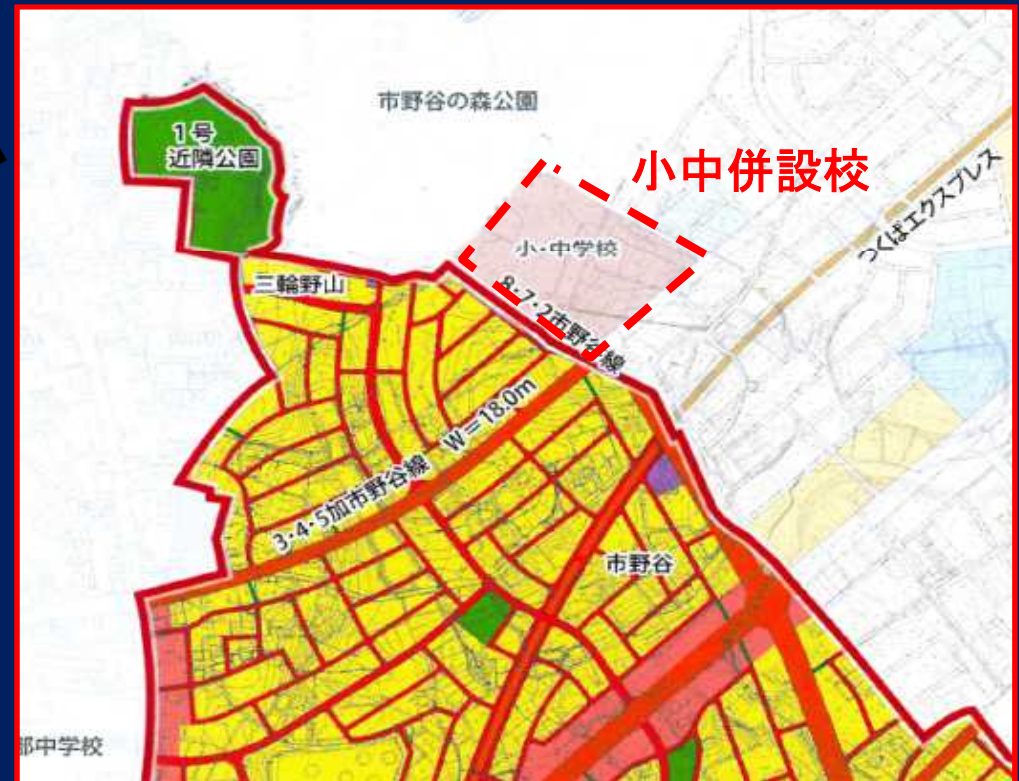 市野谷の森公園
1号
近隣公園
小中併設校
つくばエクスプレス
小・中学校
三輪野山
8・7・2市野谷線
3・4・5加市野谷線 W=18.0m
市野谷
部中学校